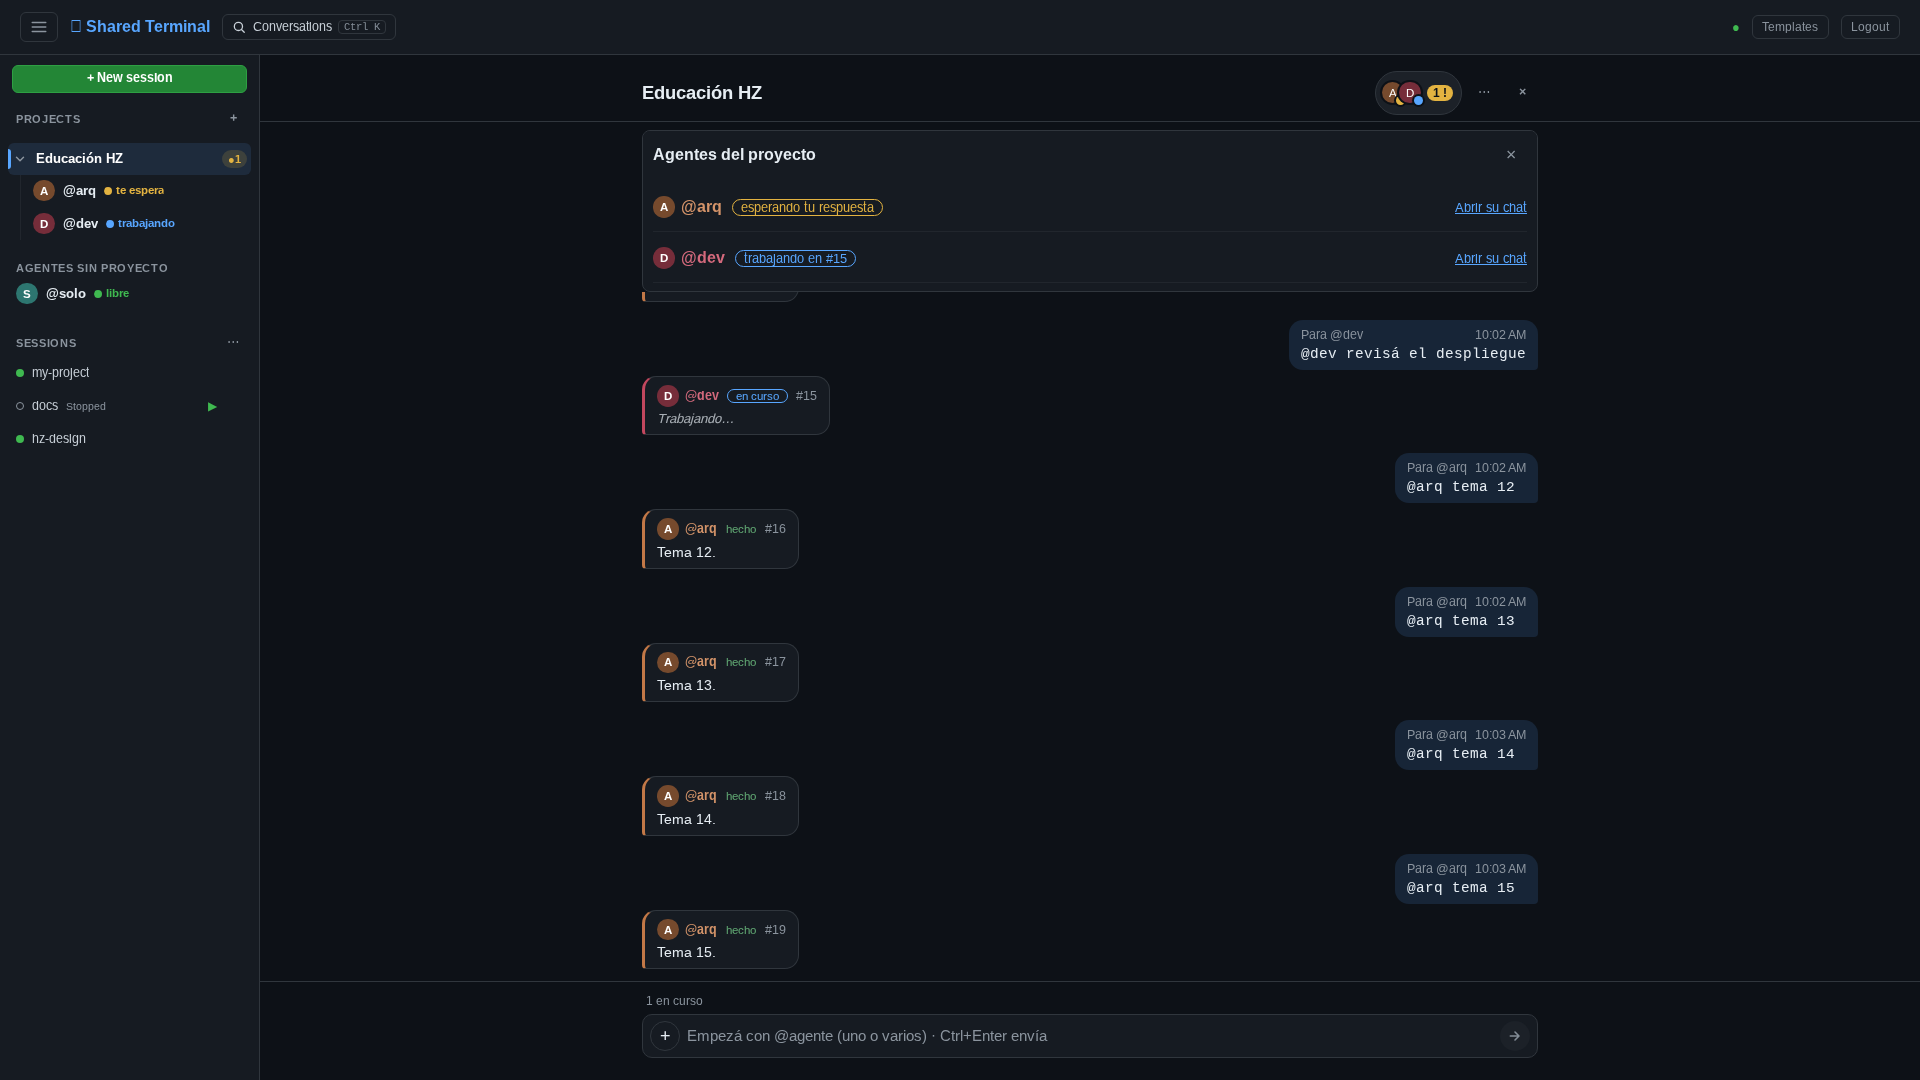 Shared Terminal
Conversations Ctrl K
Templates
Logout
+ New session
PROJECTS +
Educación HZ ●1
A @arq te espera
D @dev trabajando
AGENTES SIN PROYECTO
S @solo libre
SESSIONS ...
my-project
docs Stopped
hz-design
Educación HZ
A D 1 !
... ×
Agentes del proyecto ×
A @arq esperando tu respuesta Abrir su chat
D @dev trabajando en #15 Abrir su chat
Para @dev 10:02 AM
@dev revisá el despliegue
D @dev en curso #15
Trabajando…
Para @arq 10:02 AM
@arq tema 12
A @arq hecho #16
Tema 12.
Para @arq 10:02 AM
@arq tema 13
A @arq hecho #17
Tema 13.
Para @arq 10:03 AM
@arq tema 14
A @arq hecho #18
Tema 14.
Para @arq 10:03 AM
@arq tema 15
A @arq hecho #19
Tema 15.
1 en curso
+ Empezá con @agente (uno o varios) · Ctrl+Enter envía